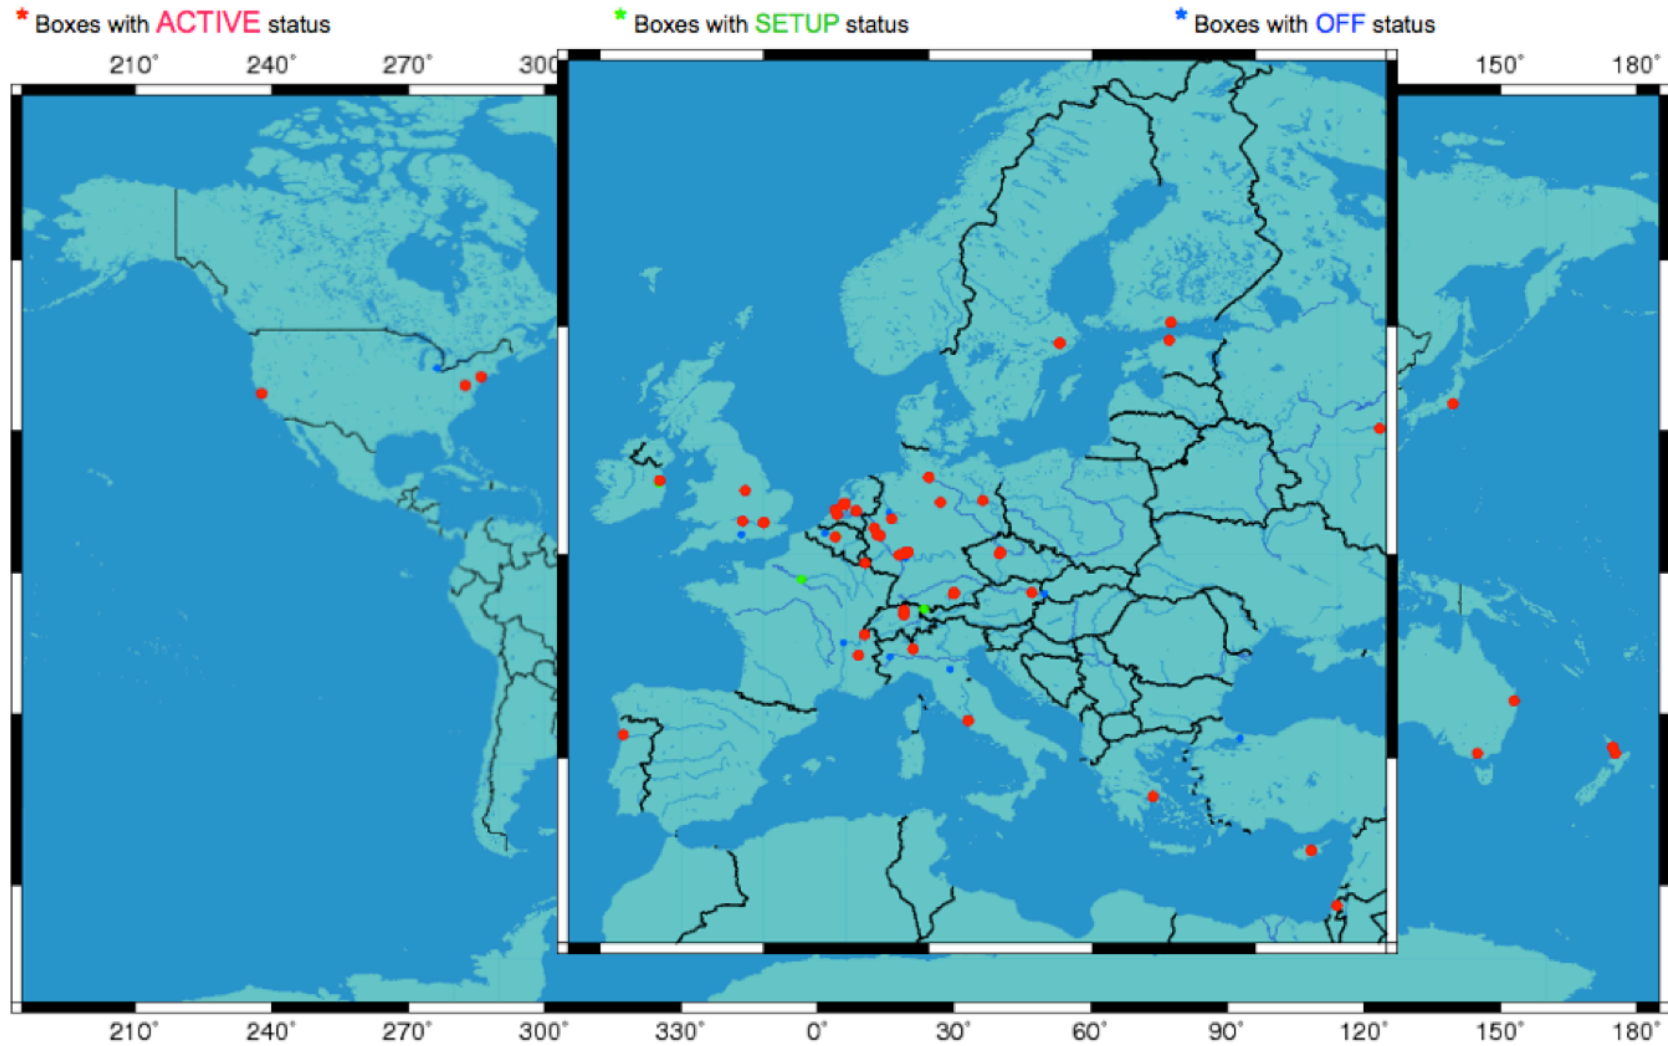 * Boxes with ACTIVE status * Boxes with SETUP status * Boxes with OFF status
210° 240° 270° 300 150° 180°
210° 240° 270° 300° 330° 0° 30° 60° 90° 120° 150° 180°